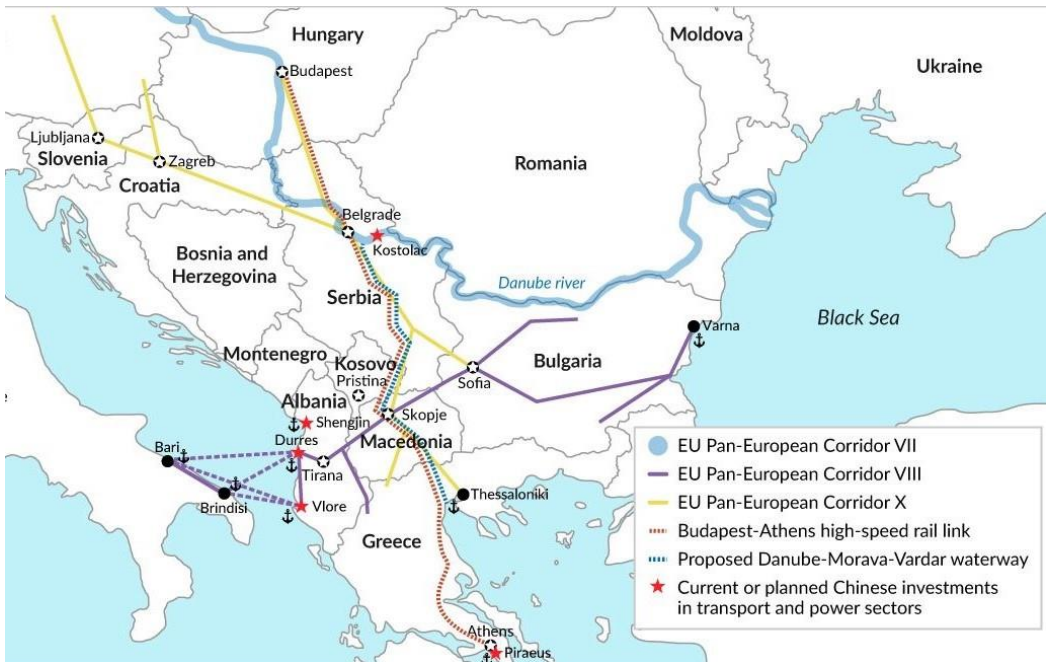 Hungary
Moldova
Ukraine
Budapest
Ljubljana
Slovenia
Zagreb
Croatia
Romania
Belgrade
Kostolac
Bosnia and
Herzegovina
Danube river
Serbia
Black Sea
Varna
Montenegro
Kosovo
Pristina
Bulgaria
Sofia
Albania
Shengjin
Skopje
Durres
Macedonia
Bari
Tirana
Brindisi
Vlore
Thessaloniki
Greece
Athens
Piraeus
EU Pan-European Corridor VII
EU Pan-European Corridor VIII
EU Pan-European Corridor X
Budapest-Athens high-speed rail link
Proposed Danube-Morava-Vardar waterway
Current or planned Chinese investments
in transport and power sectors